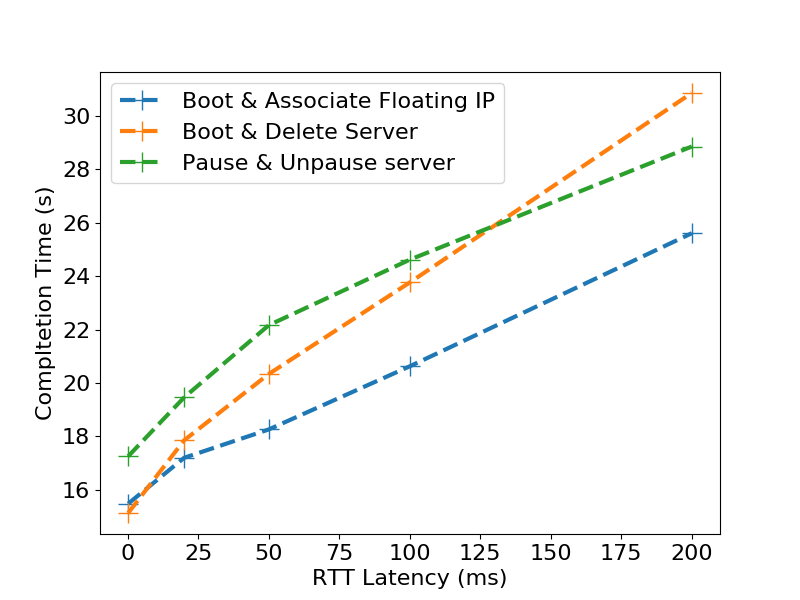 Boot & Associate Floating IP
Boot & Delete Server
Pause & Unpause server
Compltetion Time (s)
30
28
26
24
22
20
18
16
0 25 50 75 100 125 150 175 200
RTT Latency (ms)